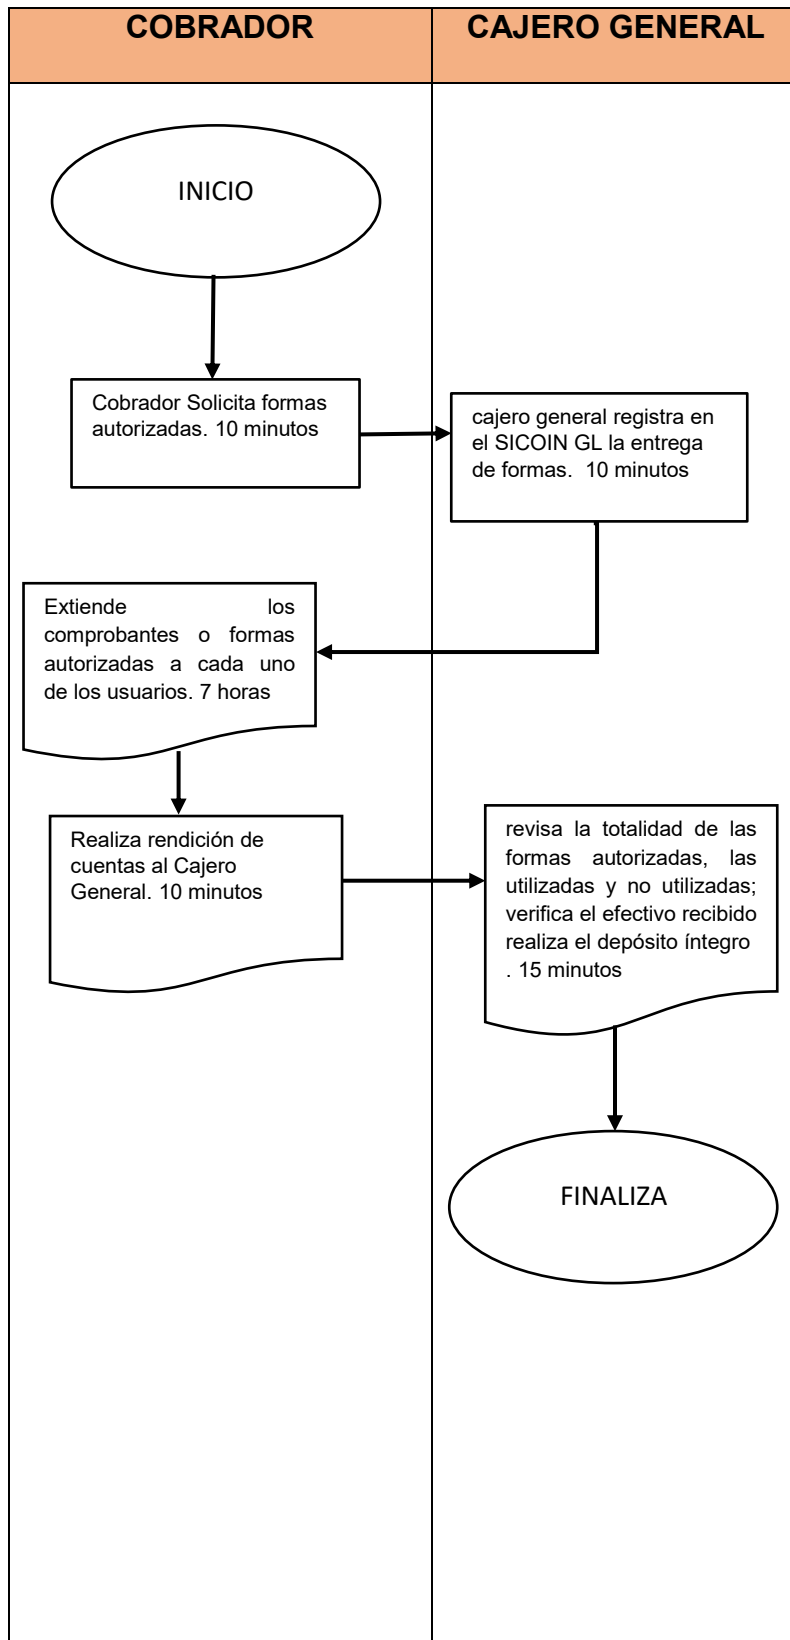 COBRADOR
CAJERO GENERAL
INICIO
Cobrador Solicita formas
autorizadas. 10 minutos
cajero general registra en
el SICOIN GL la entrega
de formas.  10 minutos
Extiende los
comprobantes o formas
autorizadas a cada uno
de los usuarios. 7 horas
Realiza rendición de
cuentas al Cajero
General. 10 minutos
revisa la totalidad de las
formas autorizadas, las
utilizadas y no utilizadas;
verifica el efectivo recibido
realiza el depósito íntegro
. 15 minutos
FINALIZA